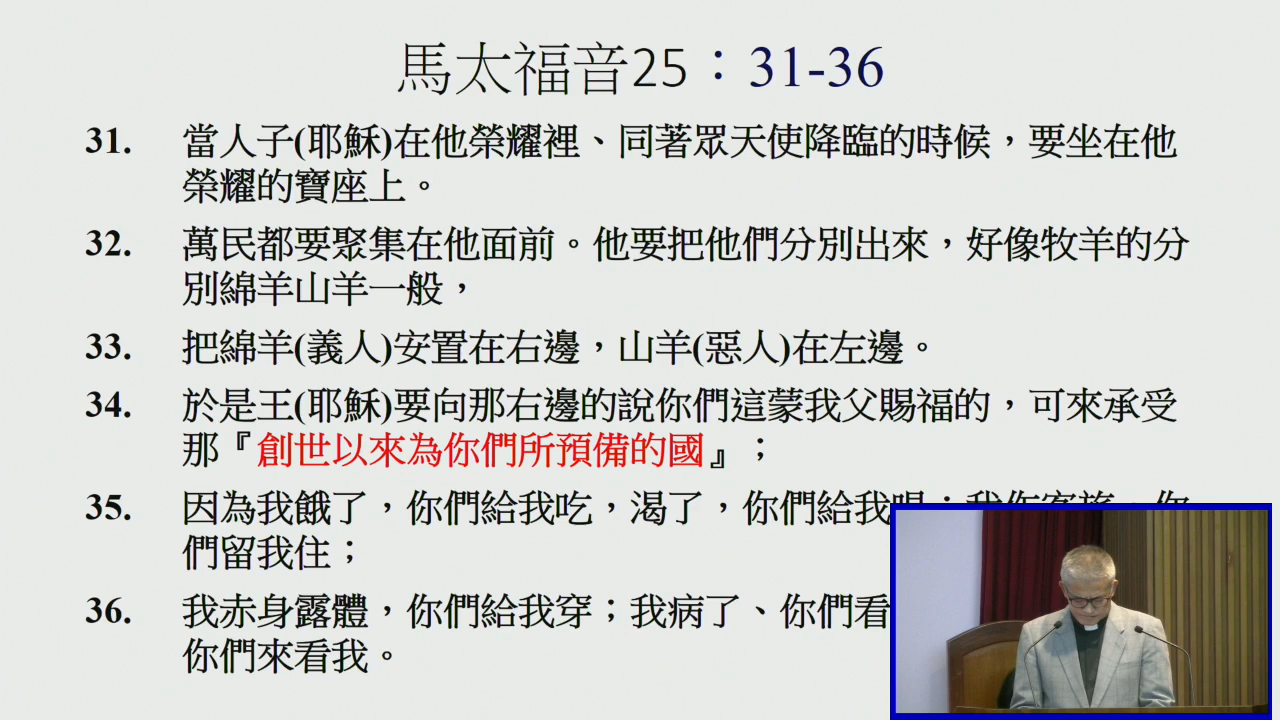 馬太福音25：31-36
31. 當人子(耶穌)在他榮耀裡、同著眾天使降臨的時候，要坐在他
榮耀的寶座上。
32. 萬民都要聚集在他面前。他要把他們分別出來，好像牧羊的分
別綿羊山羊一般，
33. 把綿羊(義人)安置在右邊，山羊(惡人)在左邊。
34. 於是王(耶穌)要向那右邊的說你們這蒙我父賜福的，可來承受
那『創世以來為你們所預備的國』；
35. 因為我餓了，你們給我吃，渴了，你們給我
們留我住；
36. 我赤身露體，你們給我穿；我病了、你們看
你們來看我。